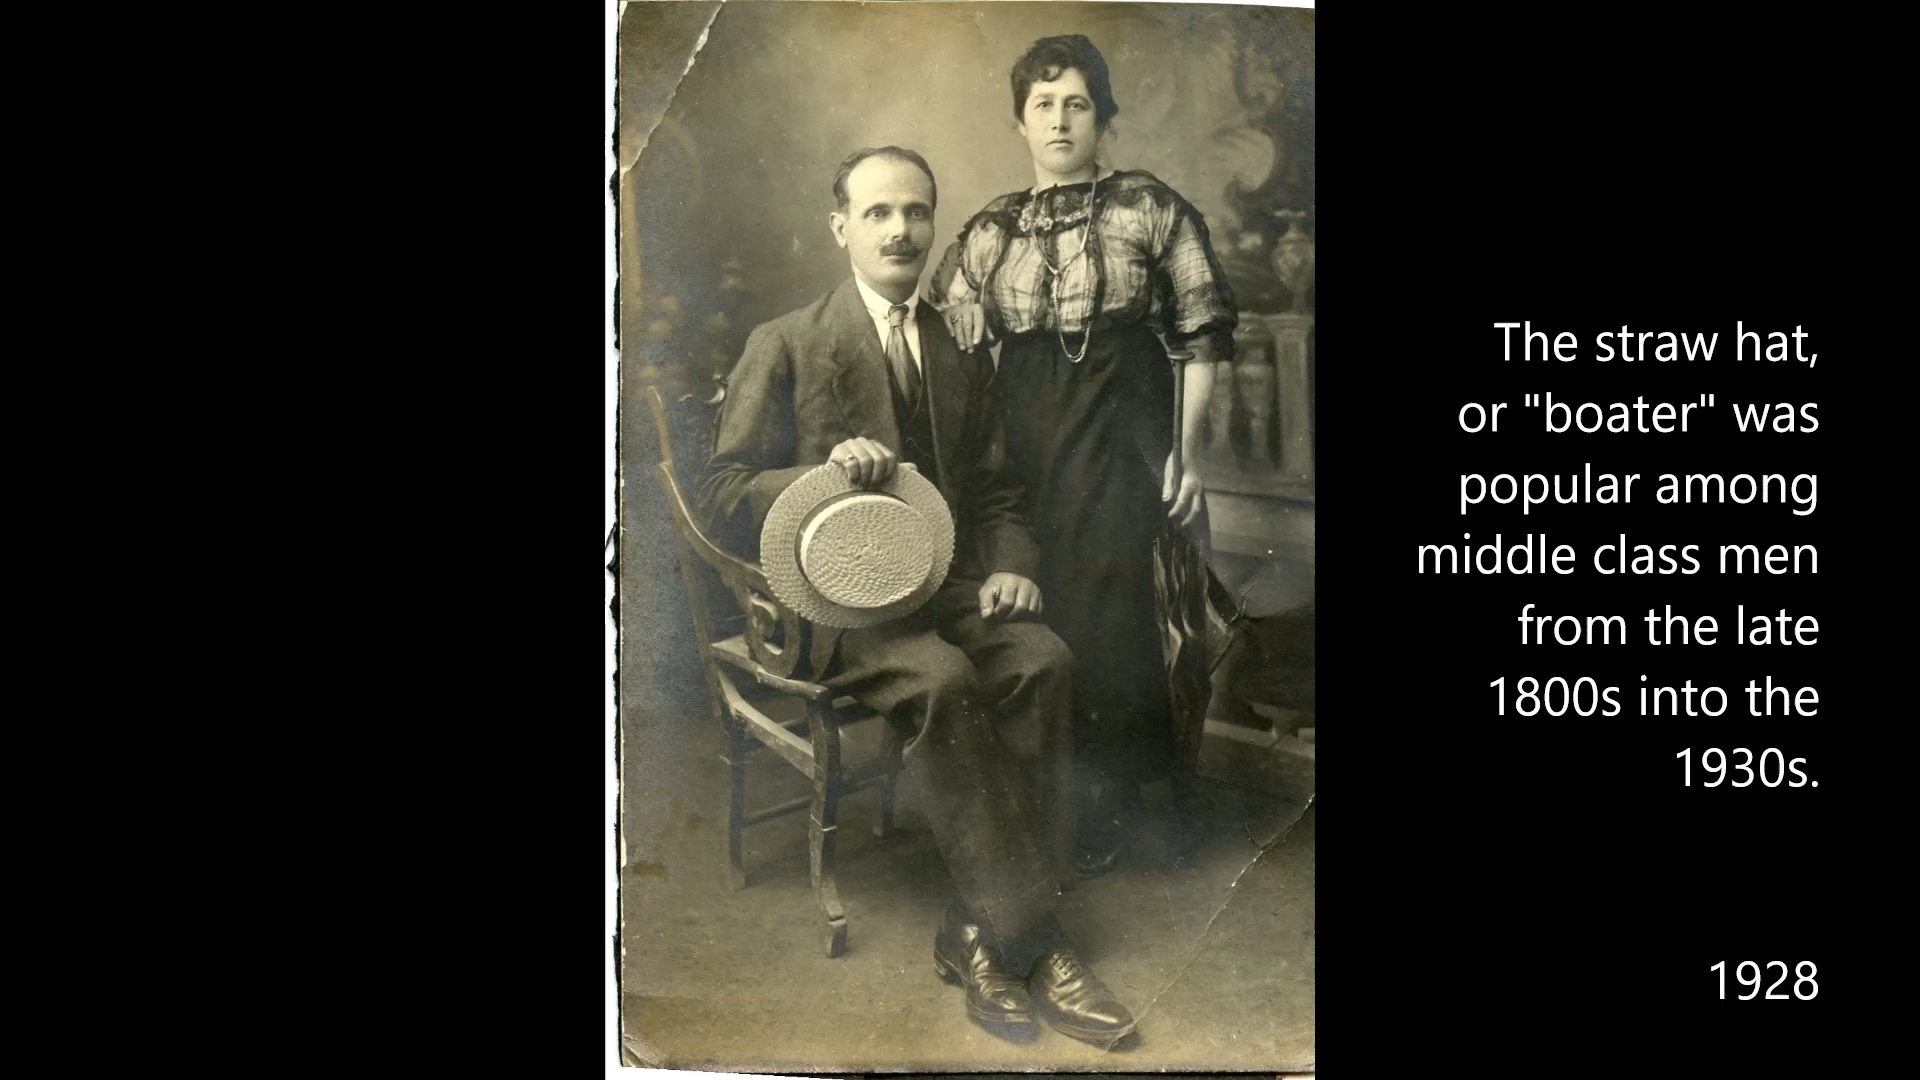 The straw hat,
or "boater" was
popular among
middle class men
from the late
1800s into the
1930s.
1928